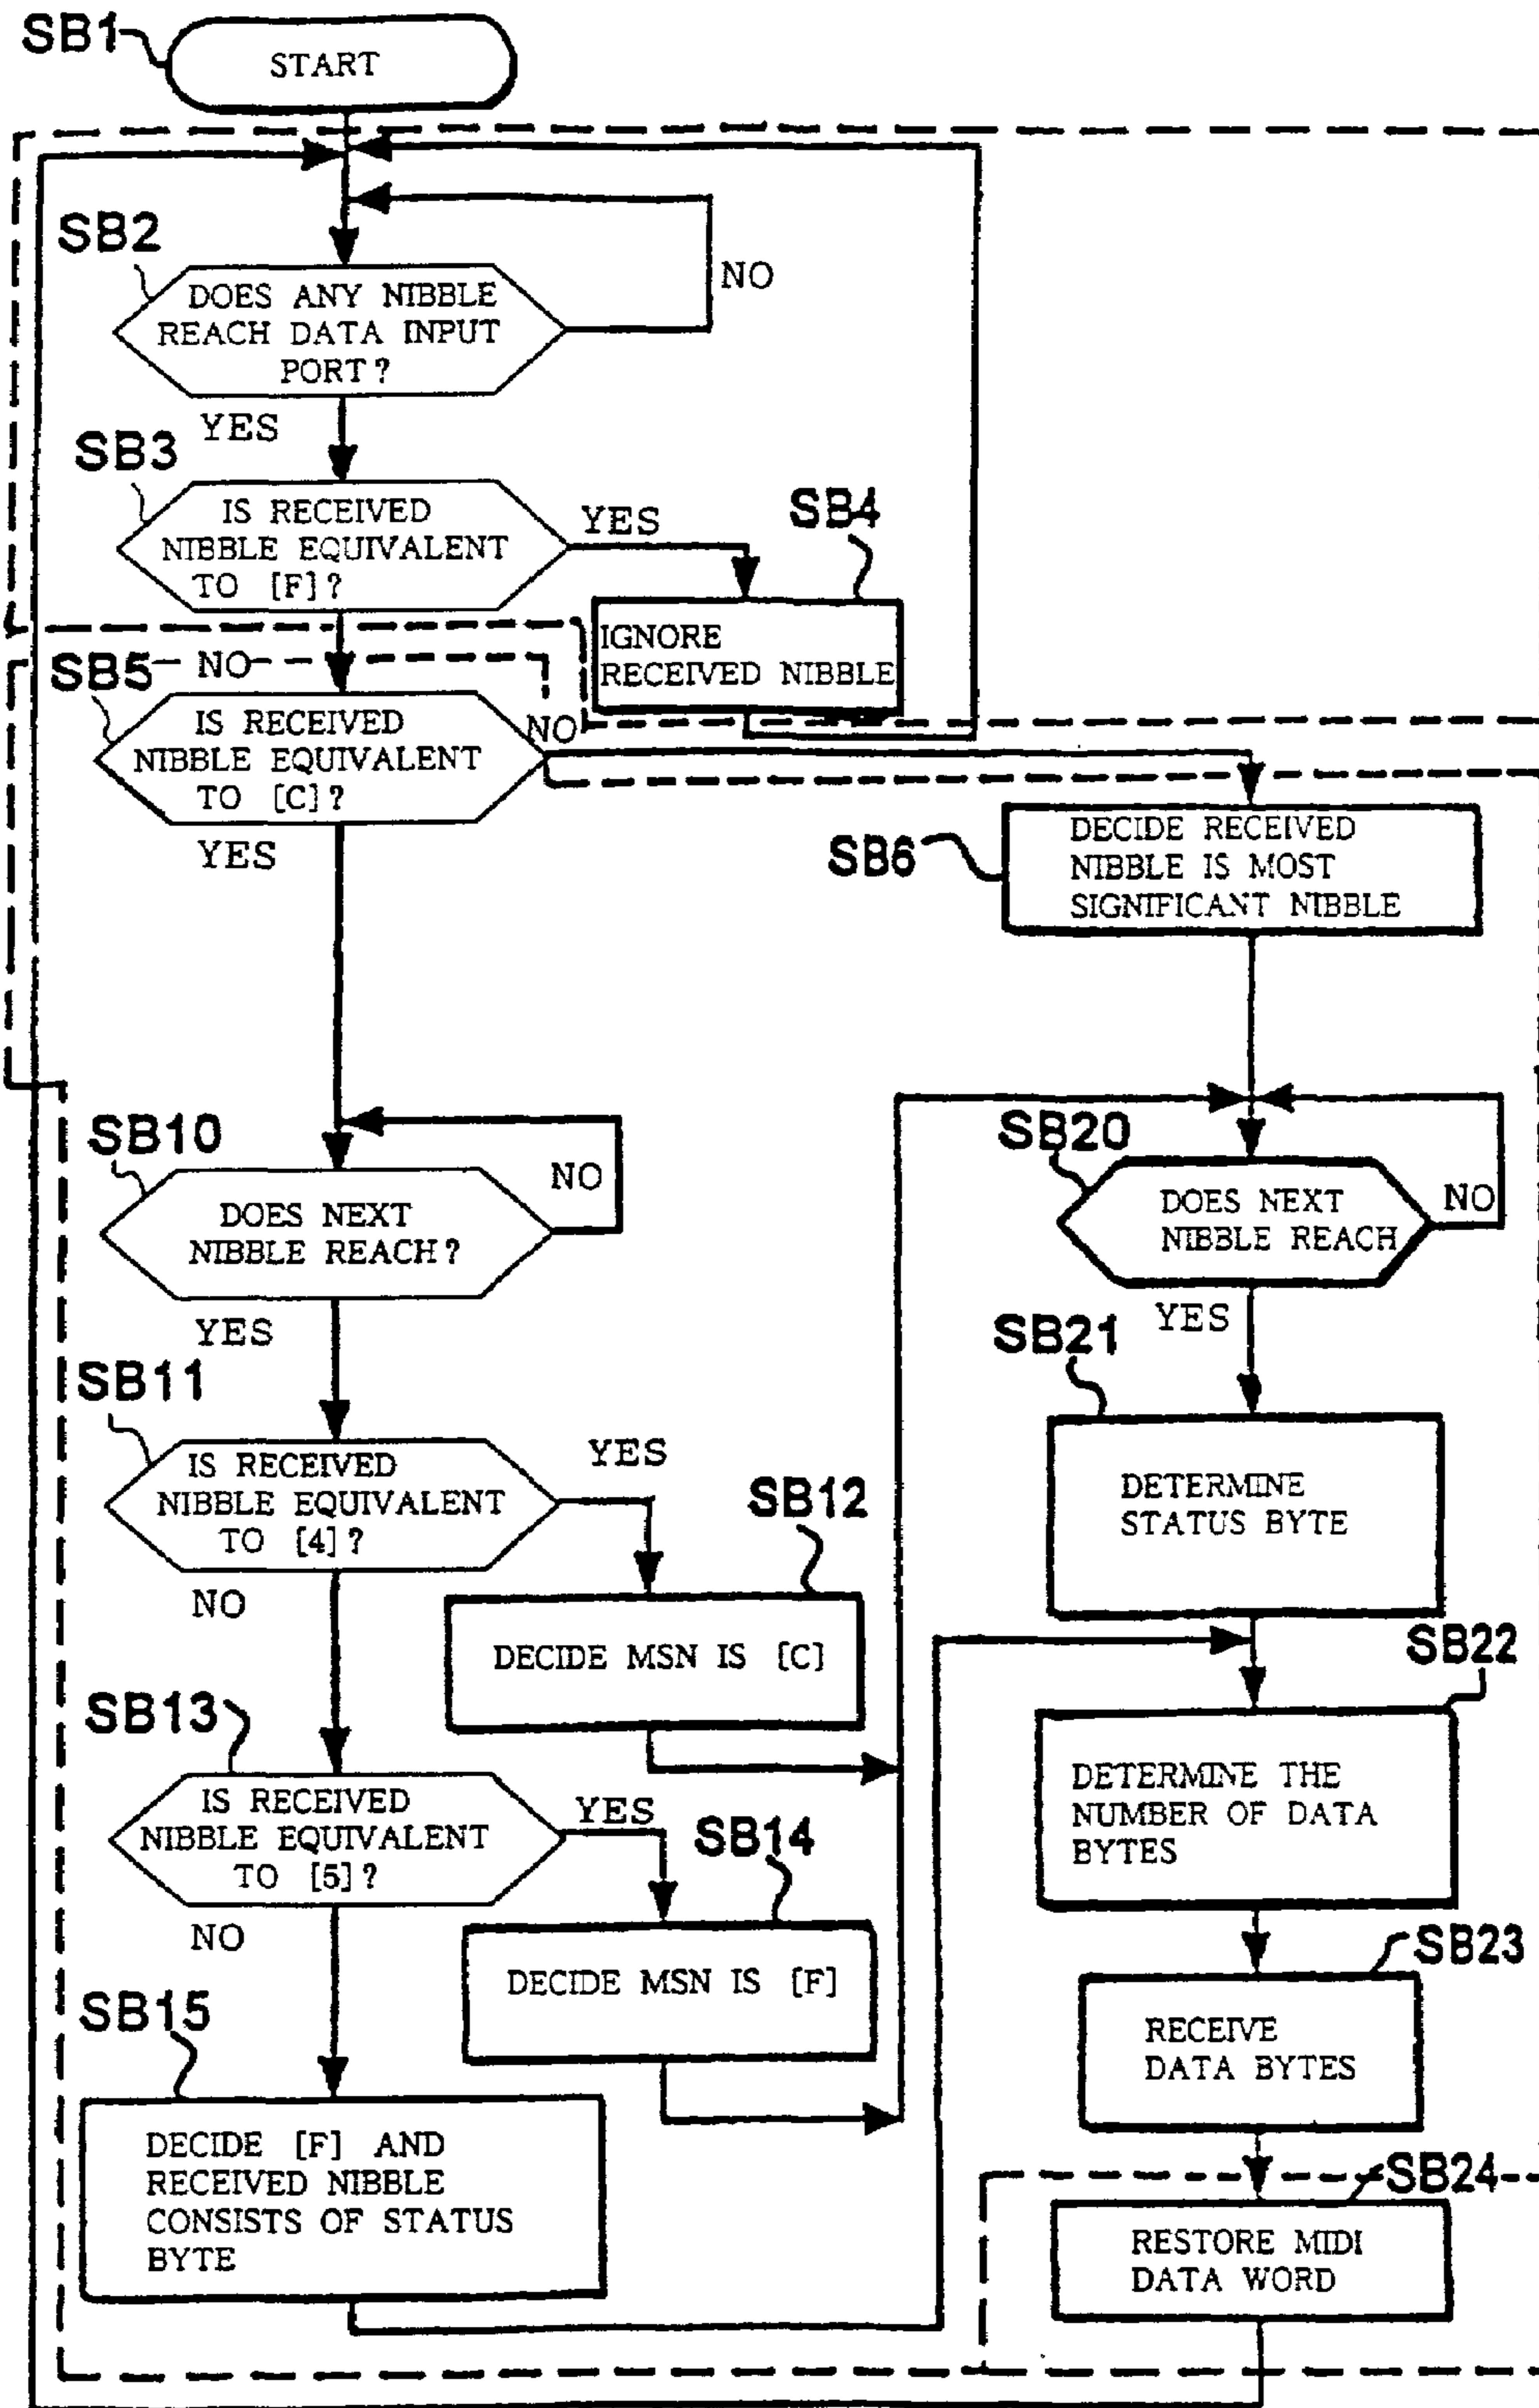 SB1
START
SB2
DOES ANY NIBBLE
REACH DATA INPUT
PORT?
NO
YES
SB3
IS RECEIVED
NIBBLE EQUIVALENT
TO [F]?
YES
SB4
IGNORE
RECEIVED NIBBLE
SB5
NO
IS RECEIVED
NIBBLE EQUIVALENT
TO [C]?
NO
YES
SB6
DECIDE RECEIVED
NIBBLE IS MOST
SIGNIFICANT NIBBLE
SB10
DOES NEXT
NIBBLE REACH?
NO
YES
SB11
IS RECEIVED
NIBBLE EQUIVALENT
TO [4]?
YES
NO
SB12
DECIDE MSN IS [C]
SB13
IS RECEIVED
NIBBLE EQUIVALENT
TO [5]?
YES
NO
SB14
DECIDE MSN IS [F]
SB15
DECIDE [F] AND
RECEIVED NIBBLE
CONSISTS OF STATUS
BYTE
SB20
DOES NEXT
NIBBLE REACH
NO
YES
SB21
DETERMINE
STATUS BYTE
SB22
DETERMINE THE
NUMBER OF DATA
BYTES
SB23
RECEIVE
DATA BYTES
SB24
RESTORE MIDI
DATA WORD